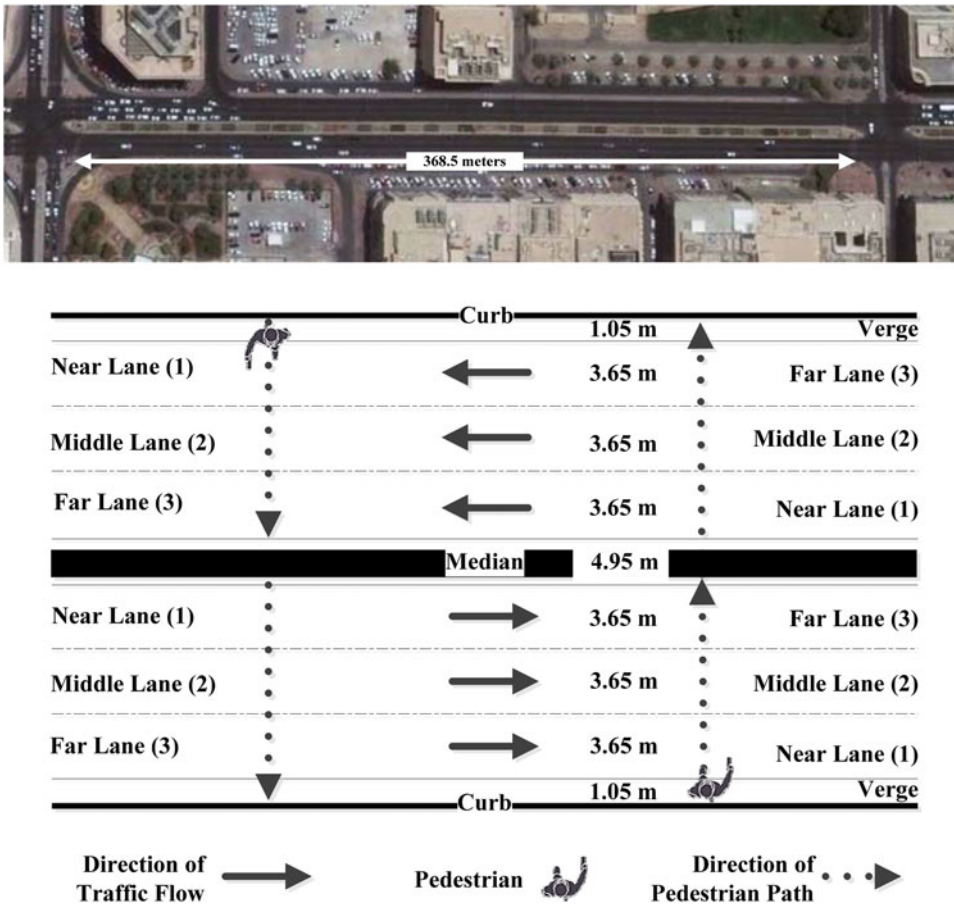 368.5 meters
Curb
1.05 m Verge
Near Lane (1) 3.65 m Far Lane (3)
Middle Lane (2) 3.65 m Middle Lane (2)
Far Lane (3) 3.65 m Near Lane (1)
Median 4.95 m
Near Lane (1) 3.65 m Far Lane (3)
Middle Lane (2) 3.65 m Middle Lane (2)
Far Lane (3) 3.65 m Near Lane (1)
1.05 m Verge
Curb
Direction of
Traffic Flow
Pedestrian
Direction of
Pedestrian Path